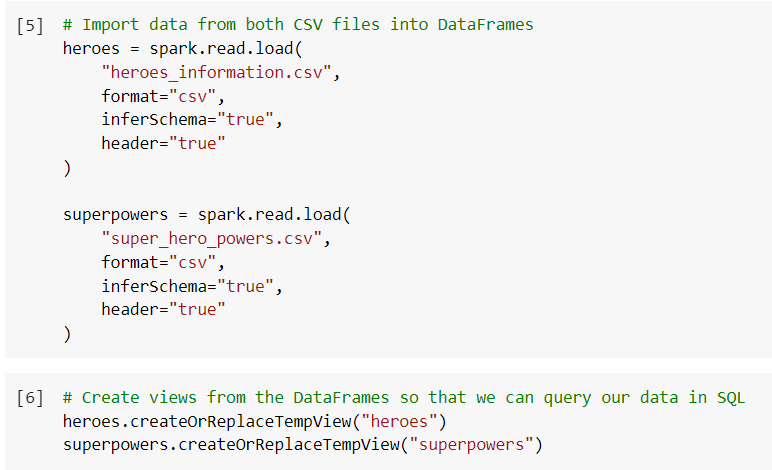 [5] # Import data from both CSV files into DataFrames
heroes = spark.read.load(
    "heroes_information.csv",
    format="csv",
    inferSchema="true",
    header="true"
)
superpowers = spark.read.load(
    "super_hero_powers.csv",
    format="csv",
    inferSchema="true",
    header="true"
)
[6] # Create views from the DataFrames so that we can query our data in SQL
heroes.createOrReplaceTempView("heroes")
superpowers.createOrReplaceTempView("superpowers")